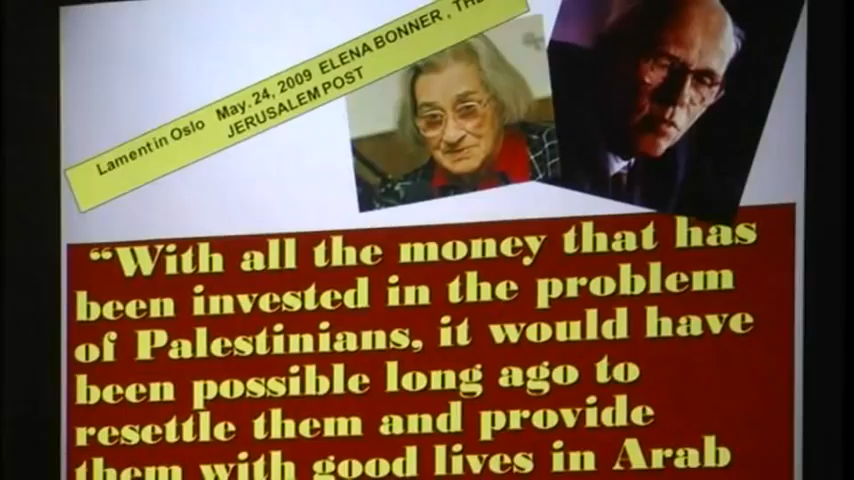 Lament in Oslo May. 24, 2009 ELENA BONNER , THE
JERUSALEM POST
“With all the money that has
been invested in the problem
of Palestinians, it would have
been possible long ago to
resettle them and provide
them with good lives in Arab